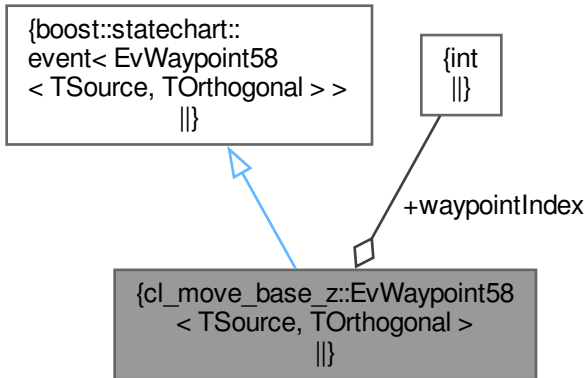 {boost::statechart::
event< EvWaypoint58
< TSource, TOrthogonal > >
||}
{int
||}
+waypointIndex
{cl_move_base_z::EvWaypoint58
< TSource, TOrthogonal >
||}